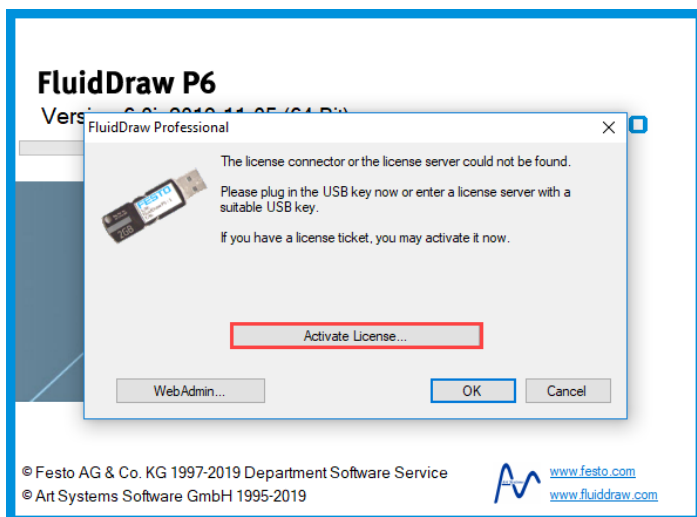 FluidDraw P6
FluidDraw Professional
The license connector or the license server could not be found.
Please plug in the USB key now or enter a license server with a
suitable USB key.
If you have a license ticket, you may activate it now.
FESTO
2GB
Activate License...
WebAdmin...
OK
Cancel
© Festo AG & Co. KG 1997-2019 Department Software Service
www.festo.com
© Art Systems Software GmbH 1995-2019
www.fluiddraw.com